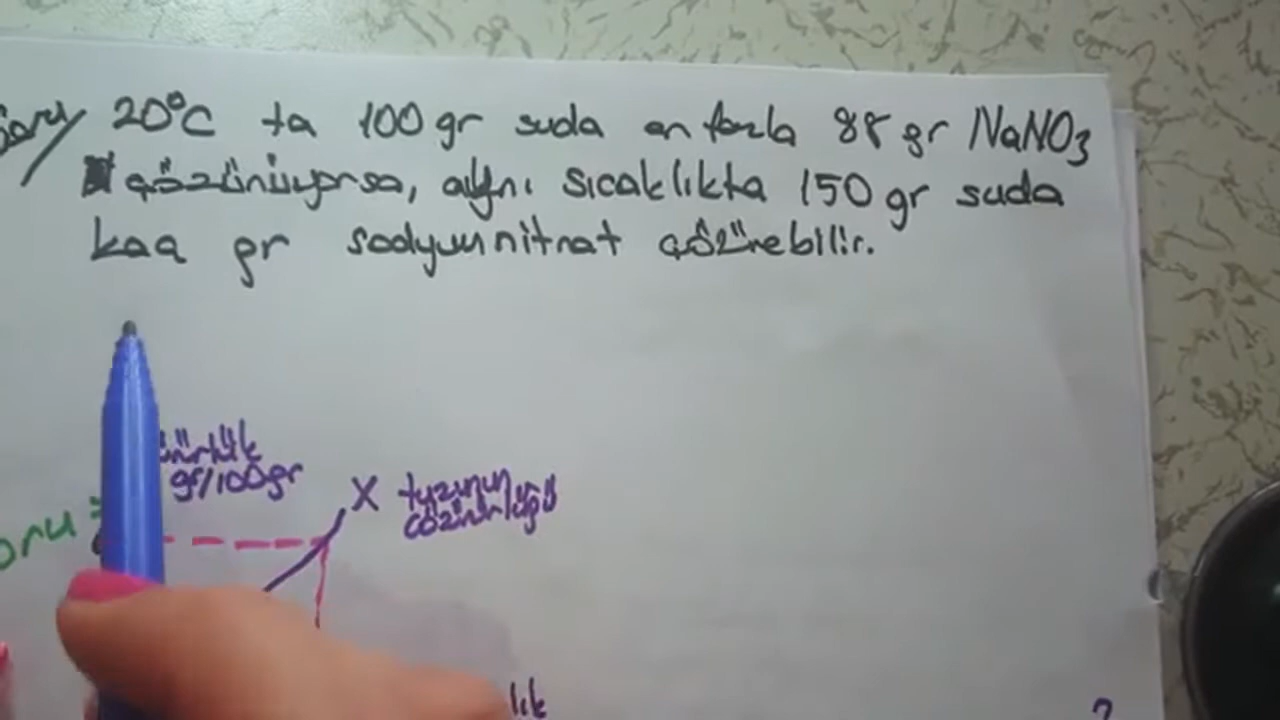 Soru/ 20°C ta 100 gr suda en fazla 88 gr NaNO3
çözünüyorsa, aynı sıcaklıkta 150 gr suda
kaç gr sodyumnitrat çözünebilir.
gr/100gr
X tuzunun
çözünürlüğü